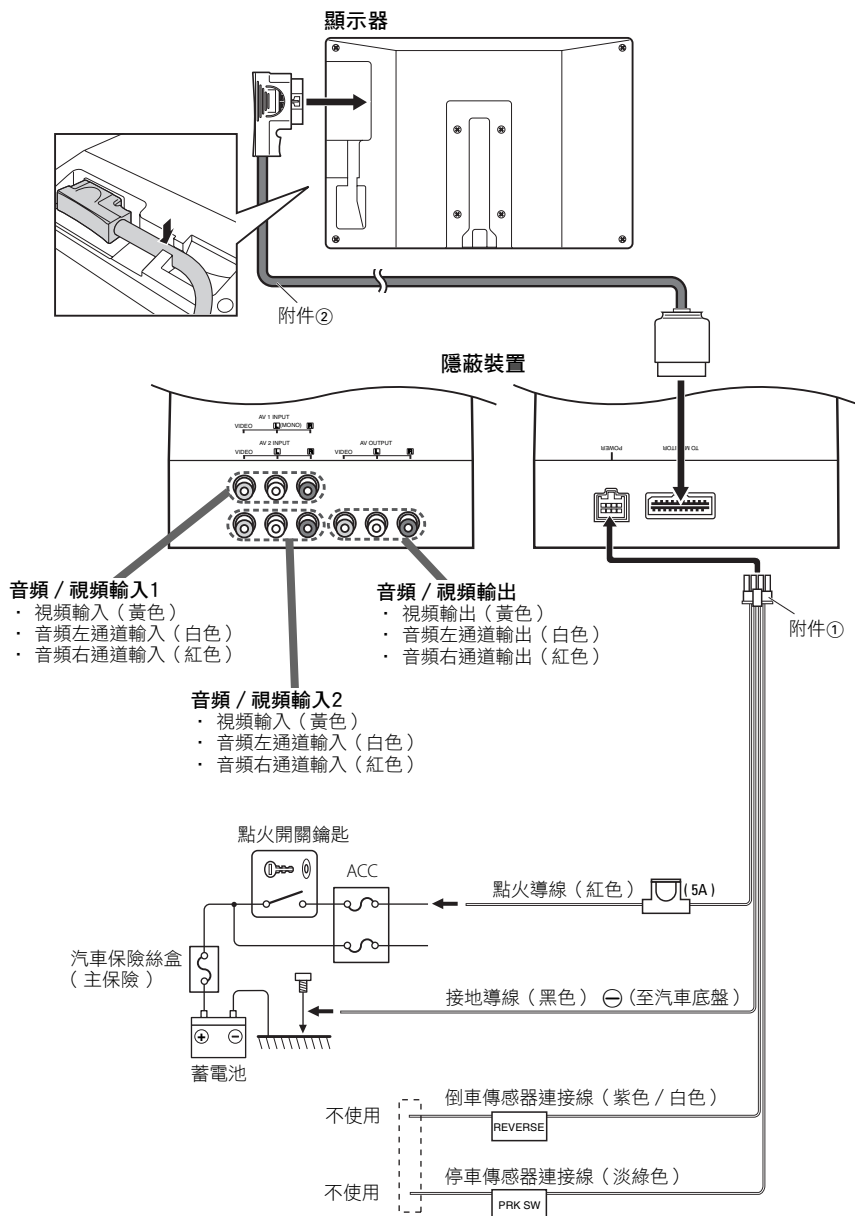 顯示器
附件②
隱蔽裝置
AV 1 INPUT
VIDEO L (MONO) R
AV 2 INPUT
VIDEO L R
AV OUTPUT
VIDEO L R
POWER
音頻 / 視頻輸入1
· 視頻輸入（黃色）
· 音頻左通道輸入（白色）
· 音頻右通道輸入（紅色）
音頻 / 視頻輸出
· 視頻輸出（黃色）
· 音頻左通道輸出（白色）
· 音頻右通道輸出（紅色）
附件①
音頻 / 視頻輸入2
· 視頻輸入（黃色）
· 音頻左通道輸入（白色）
· 音頻右通道輸入（紅色）
點火開關鑰匙
ACC
點火導線（紅色）
( 5A )
汽車保險絲盒
（主保險）
接地導線（黑色） ⊖ (至汽車底盤）
蓄電池
不使用
倒車傳感器連接線（紫色 / 白色）
REVERSE
不使用
停車傳感器連接線（淡綠色）
PRK SW